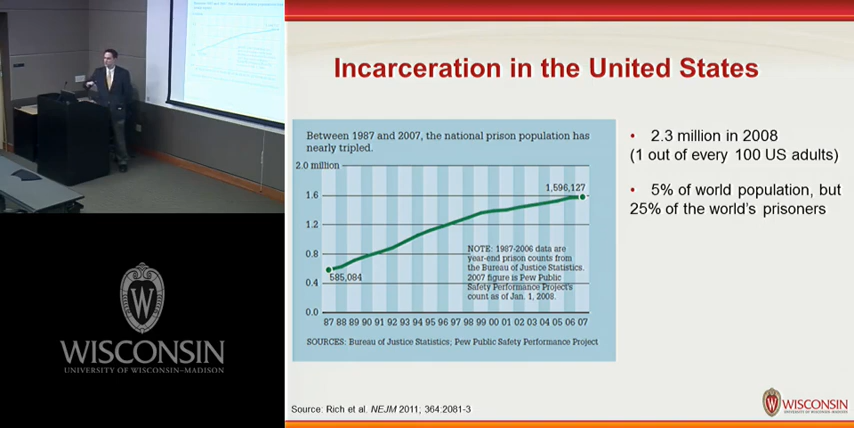 Incarceration in the United States
Between 1987 and 2007, the national prison population has
nearly tripled.
2.0 million
1.6
1.2
0.8
0.4
0.0
1,596,127
585,084
NOTE: 1987-2006 data are
year-end prison counts from
the Bureau of Justice Statistics.
2007 figure is Pew Public
Safety Performance Project's
count as of Jan. 1, 2008.
87 88 89 90 91 92 93 94 95 96 97 98 99 00 01 02 03 04 05 06 07
SOURCES: Bureau of Justice Statistics; Pew Public Safety Performance Project
• 2.3 million in 2008
(1 out of every 100 US adults)
• 5% of world population, but
25% of the world's prisoners
W
WISCONSIN
UNIVERSITY OF WISCONSIN–MADISON
Source: Rich et al. NEJM 2011; 364:2081-3
W
WISCONSIN